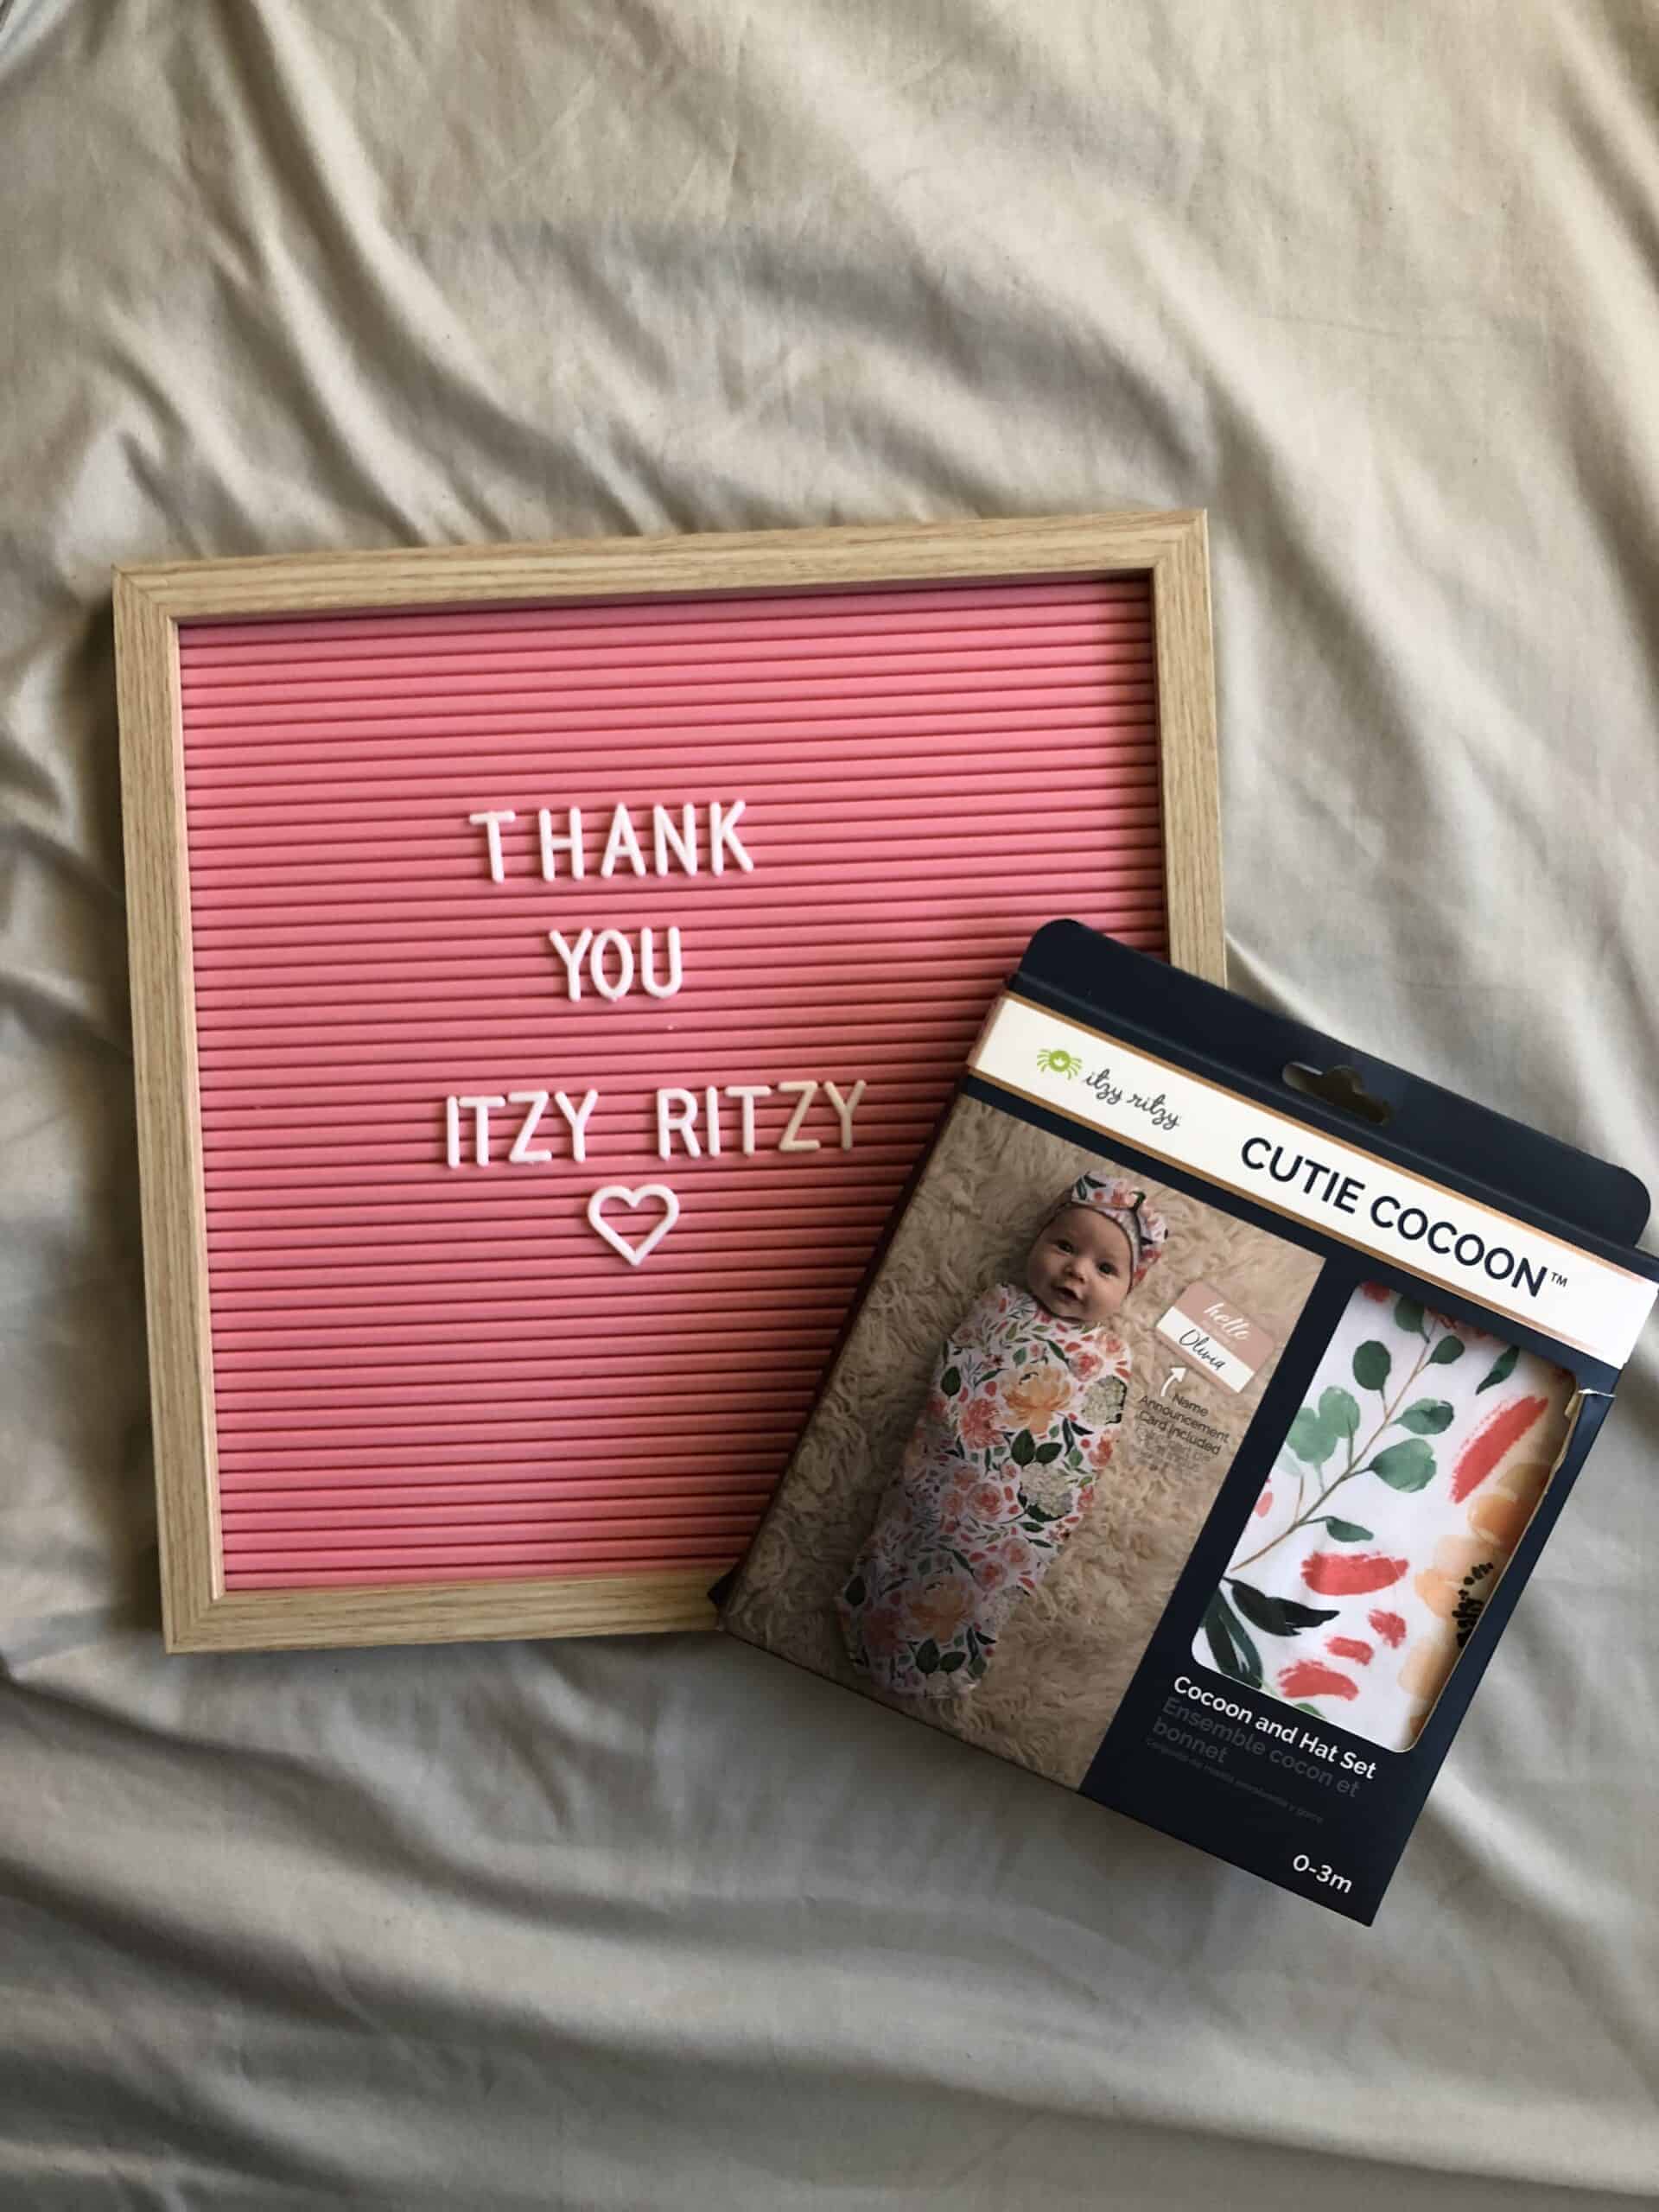 THANK
YOU
ITZY RITZY
itzy ritzy
CUTIE COCOON™
hello
Olivia
Name
Announcement
Card Included
Cocoon and Hat Set
Ensemble cocon et
bonnet
0-3m